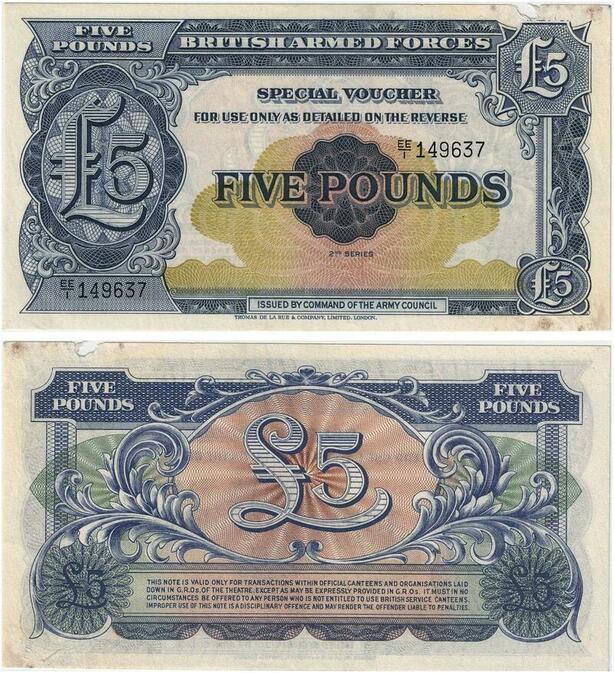 FIVE POUNDS
BRITISH ARMED FORCES
£5
SPECIAL VOUCHER
FOR USE ONLY AS DETAILED ON THE REVERSE
EE/1 149637
£5
FIVE POUNDS
2ND SERIES
EE/1 149637
£5
ISSUED BY COMMAND OF THE ARMY COUNCIL
THOMAS DE LA RUE & COMPANY, LIMITED, LONDON.
FIVE POUNDS
FIVE POUNDS
£5
£5
£5
THIS NOTE IS VALID ONLY FOR TRANSACTIONS WITHIN OFFICIAL CANTEENS AND ORGANISATIONS LAID
DOWN IN G.R.Os. OF THE THEATRE. EXCEPT AS MAY BE EXPRESSLY PROVIDED IN G.R.Os. IT MUST IN NO
CIRCUMSTANCES BE OFFERED TO ANY PERSON WHO IS NOT ENTITLED TO USE BRITISH SERVICE CANTEENS.
IMPROPER USE OF THIS NOTE IS A DISCIPLINARY OFFENCE AND MAY RENDER THE OFFENDER LIABLE TO PENALTIES.